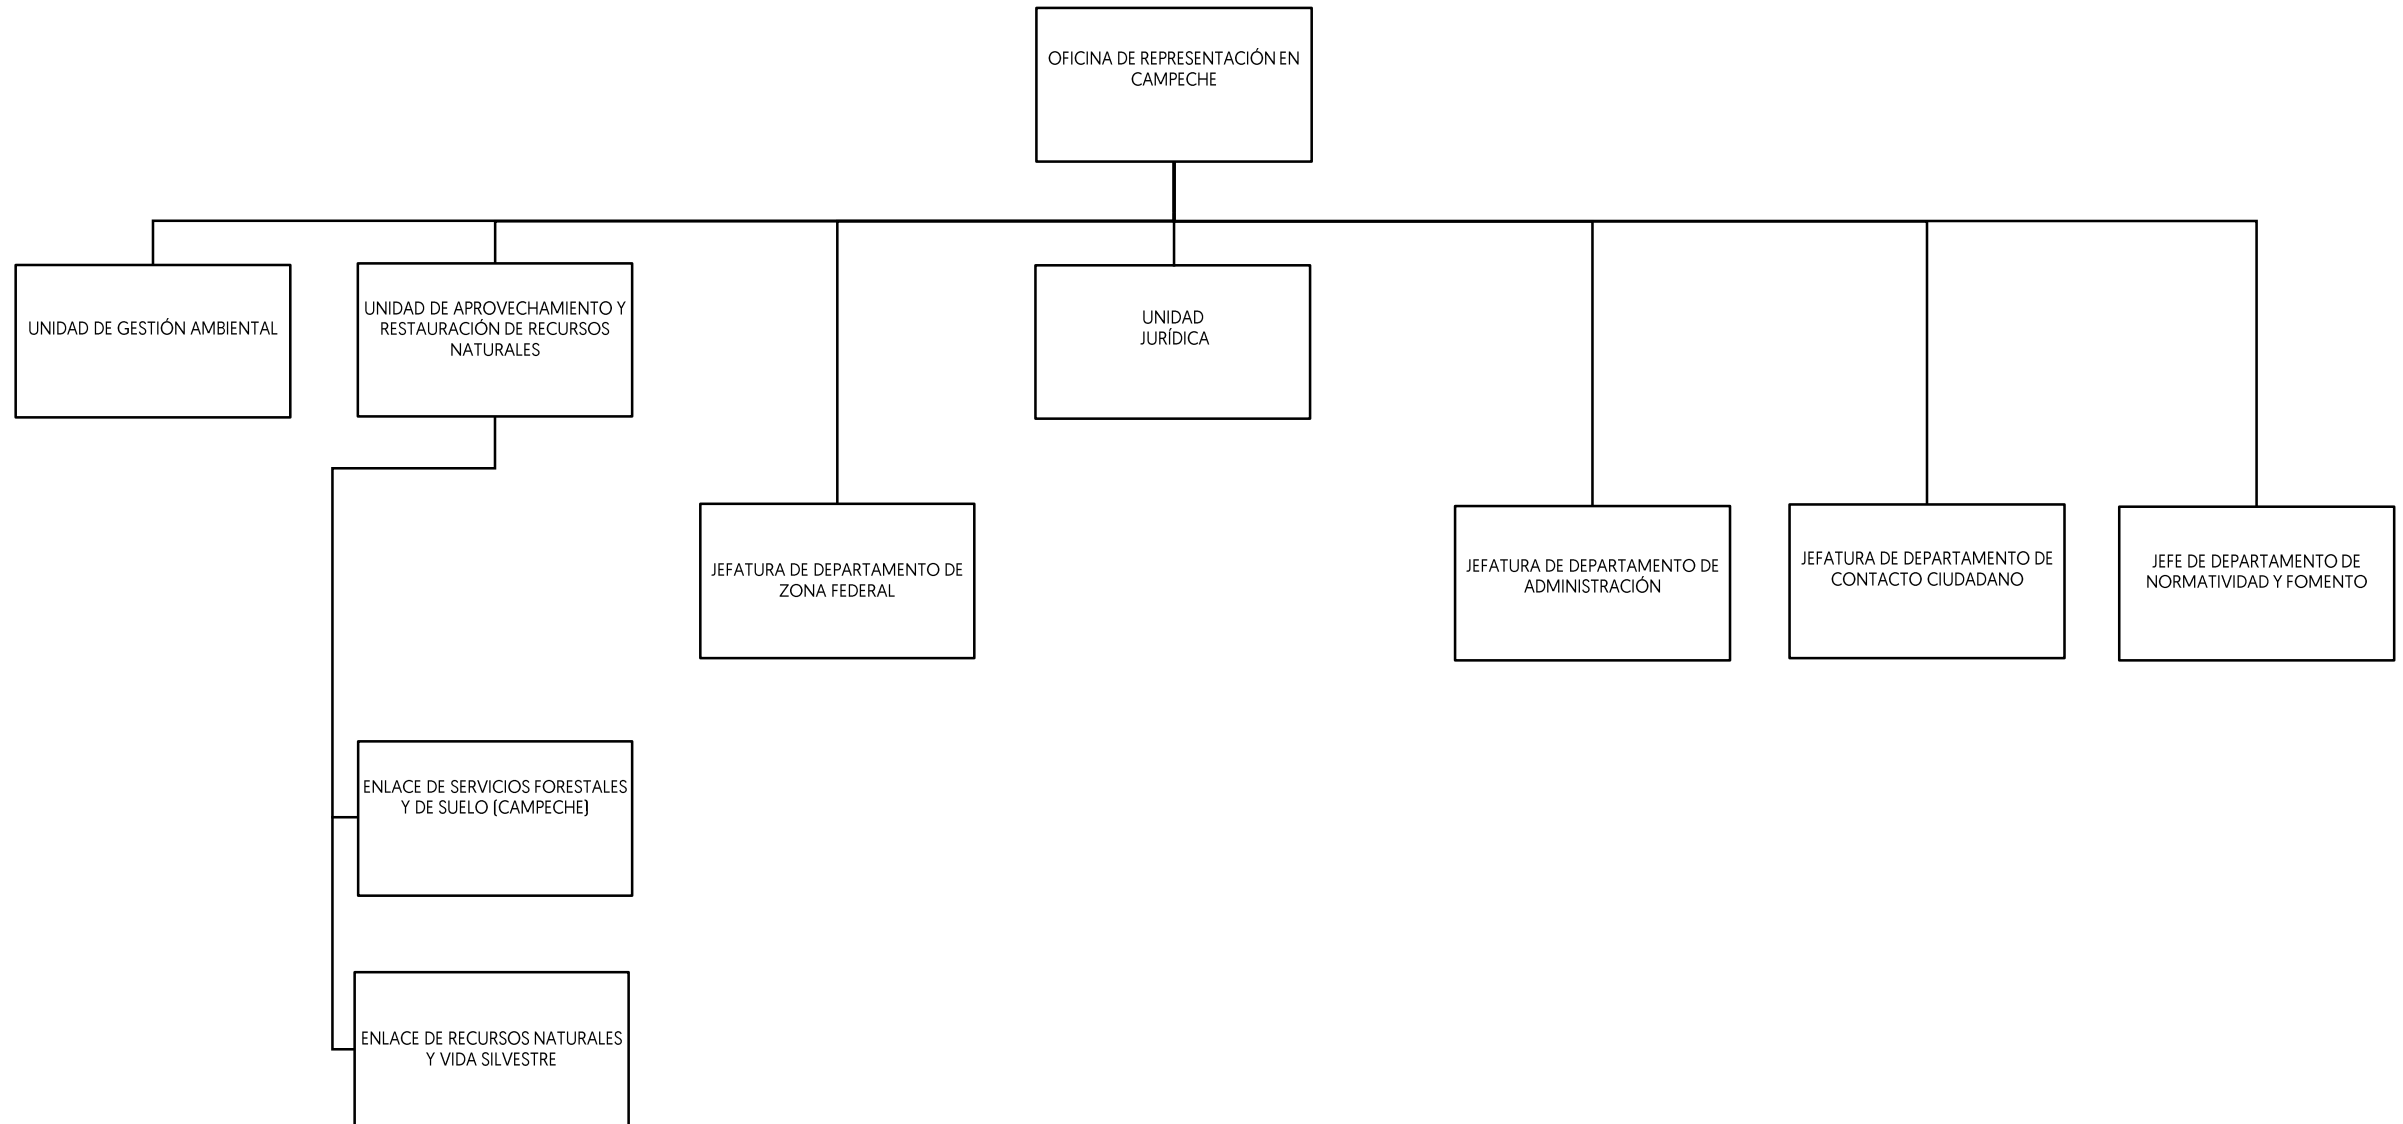 OFICINA DE REPRESENTACIÓN EN
CAMPECHE
UNIDAD DE GESTIÓN AMBIENTAL
UNIDAD DE APROVECHAMIENTO Y
RESTAURACIÓN DE RECURSOS
NATURALES
UNIDAD
JURÍDICA
JEFATURA DE DEPARTAMENTO DE
ZONA FEDERAL
JEFATURA DE DEPARTAMENTO DE
ADMINISTRACIÓN
JEFATURA DE DEPARTAMENTO DE
CONTACTO CIUDADANO
JEFE DE DEPARTAMENTO DE
NORMATIVIDAD Y FOMENTO
ENLACE DE SERVICIOS FORESTALES
Y DE SUELO (CAMPECHE)
ENLACE DE RECURSOS NATURALES
Y VIDA SILVESTRE